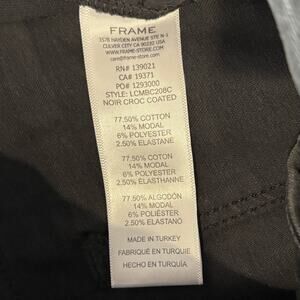 FRAME
3578 HAYDEN AVENUE STE N-1
CULVER CITY CA 90232 USA
WWW.FRAME-STORE.COM
care@frame-store.com
RN# 139021
CA# 19371
PO# 1293000
STYLE: LCMBC208C
NOIR CROC COATED
77.50% COTTON
14% MODAL
6% POLYESTER
2.50% ELASTANE
77.50% COTON
14% MODAL
6% POLYESTER
2.50% ÉLASTHANNE
77.50% ALGODÓN
14% MODAL
6% POLIÉSTER
2.50% ELASTANO
MADE IN TURKEY
FABRIQUÉ EN TURQUIE
HECHO EN TURQUÍA